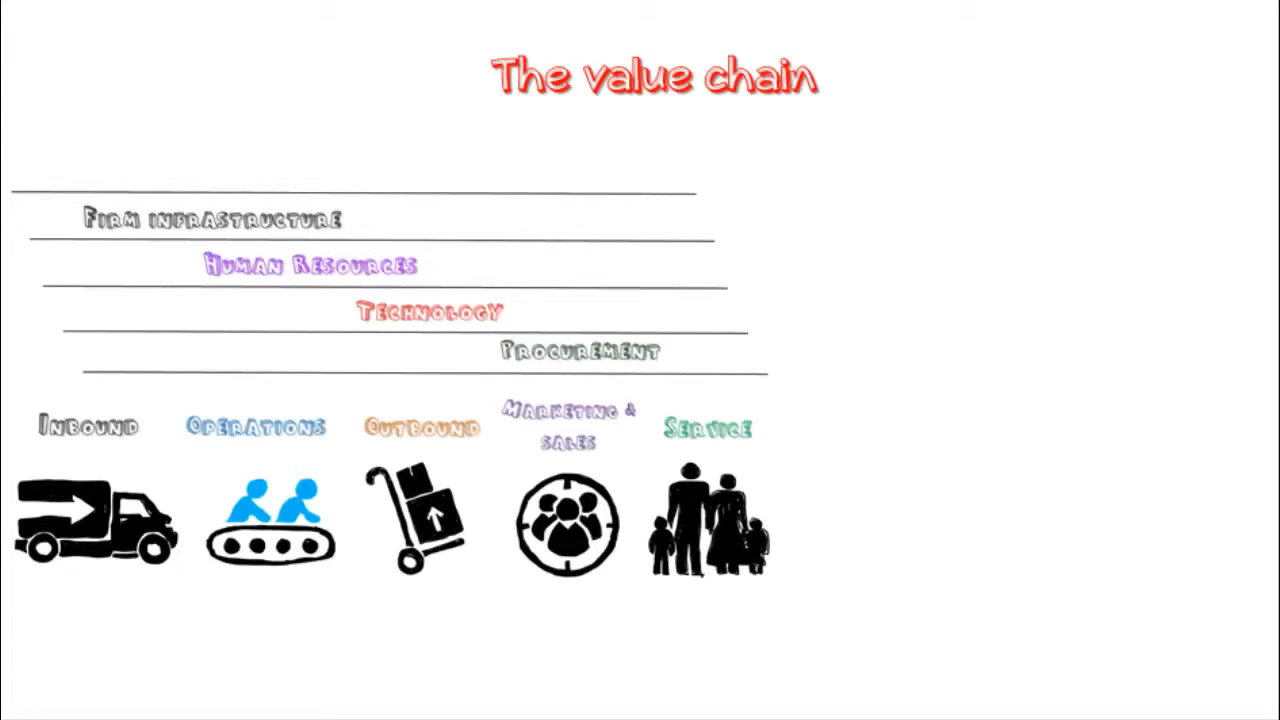 The value chain
Firm infrastructure
Human Resources
Technology
Procurement
Inbound
Operations
Outbound
Marketing &
sales
Service